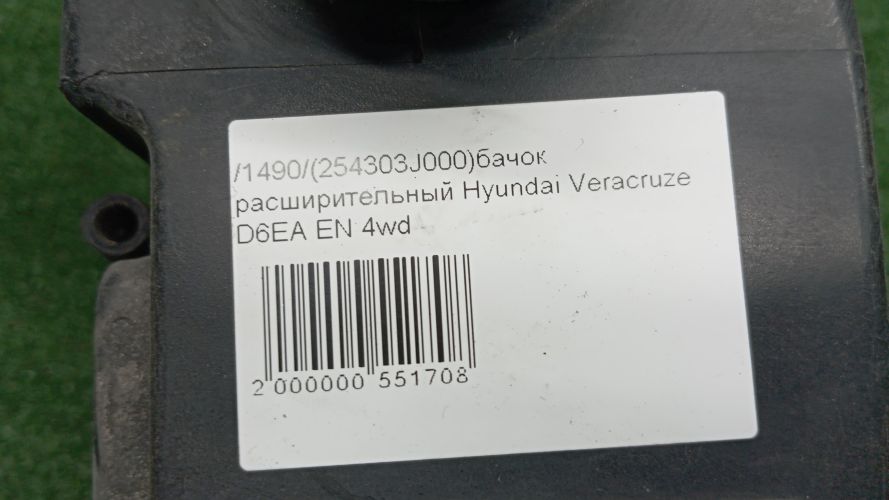 /1490/(254303J000)бачок
расширительный Hyundai Veracruze
D6EA EN 4wd
2 000000 551708